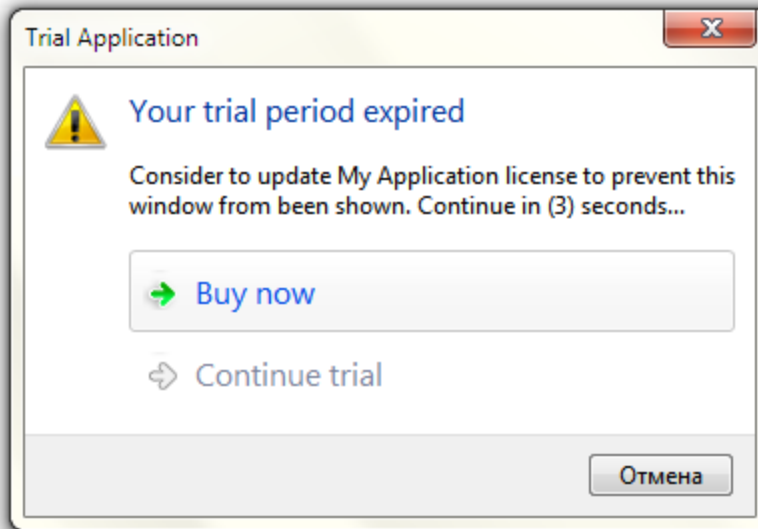 Trial Application
Your trial period expired
Consider to update My Application license to prevent this
window from been shown. Continue in (3) seconds...
Buy now
Continue trial
Отмена